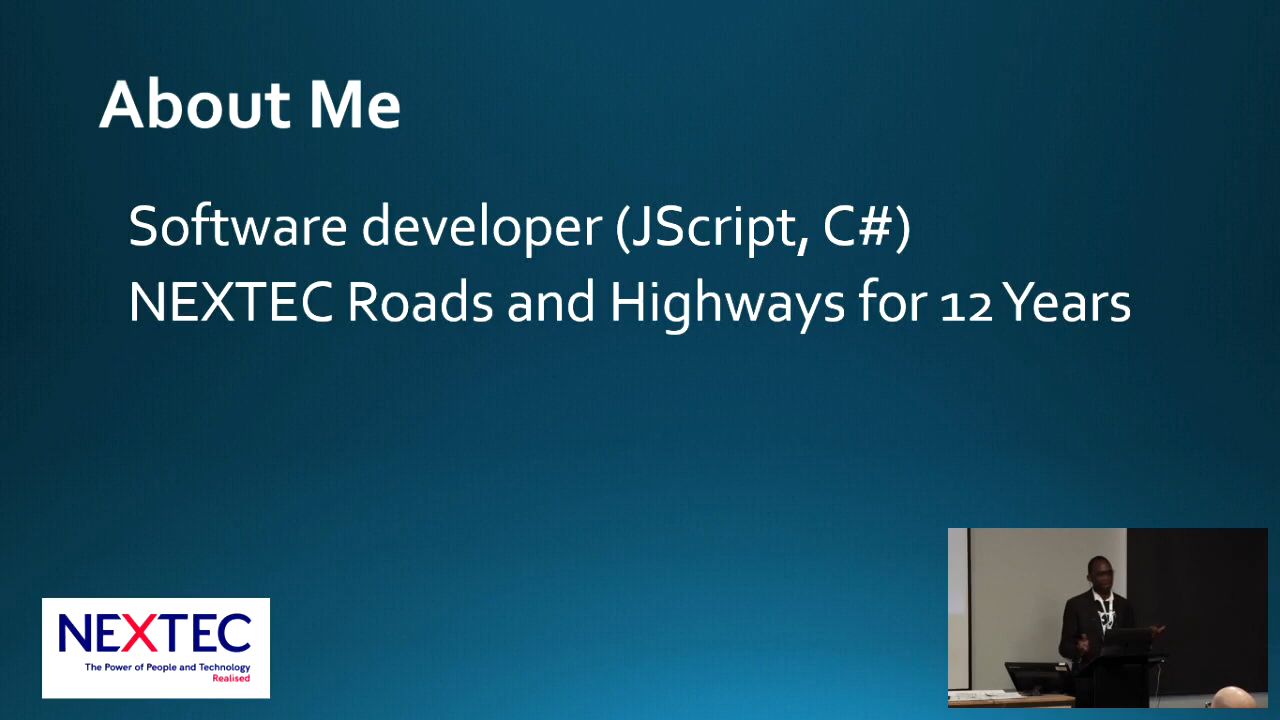 About Me
Software developer (JScript, C#)
NEXTEC Roads and Highways for 12 Years
NEXTEC
The Power of People and Technology
Realised